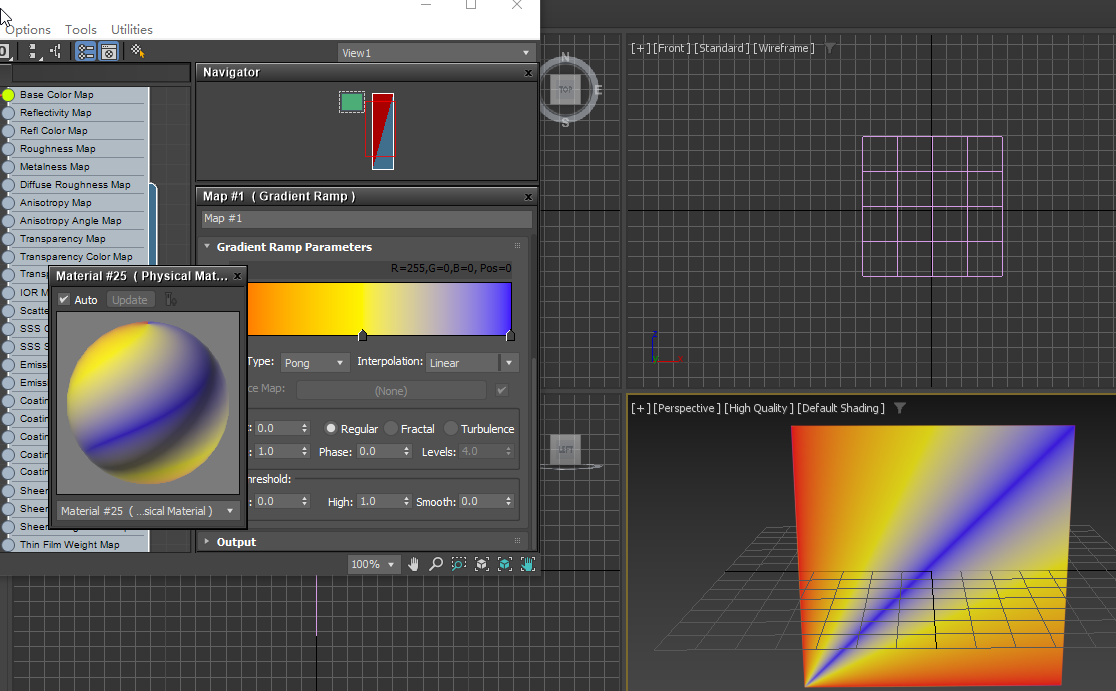 Options Tools Utilities
View1
Navigator x
Base Color Map
Reflectivity Map
Refl Color Map
Roughness Map
Metalness Map
Diffuse Roughness Map
Anisotropy Map
Anisotropy Angle Map
Transparency Map
Transparency Color Map
Transp
IOR M
Scatte
SSS C
SSS S
Emiss
Emiss
Coatin
Coatin
Coatin
Coatin
Coatin
Sheer
Sheer
Sheer
Thin Film Weight Map
Map #1 ( Gradient Ramp ) x
Map #1
Gradient Ramp Parameters
R=255,G=0,B=0, Pos=0
Type: Pong Interpolation: Linear
ce Map: (None)
: 0.0 Regular Fractal Turbulence
: 1.0 Phase: 0.0 Levels: 4.0
hreshold:
: 0.0 High: 1.0 Smooth: 0.0
Output
100%
Material #25 ( Physical Mat... x
Auto Update
Material #25 ( ...sical Material )
N
TOP
E
S
LEFT
[+] [Front ] [Standard ] [Wireframe ]
[+] [Perspective ] [High Quality ] [Default Shading ]